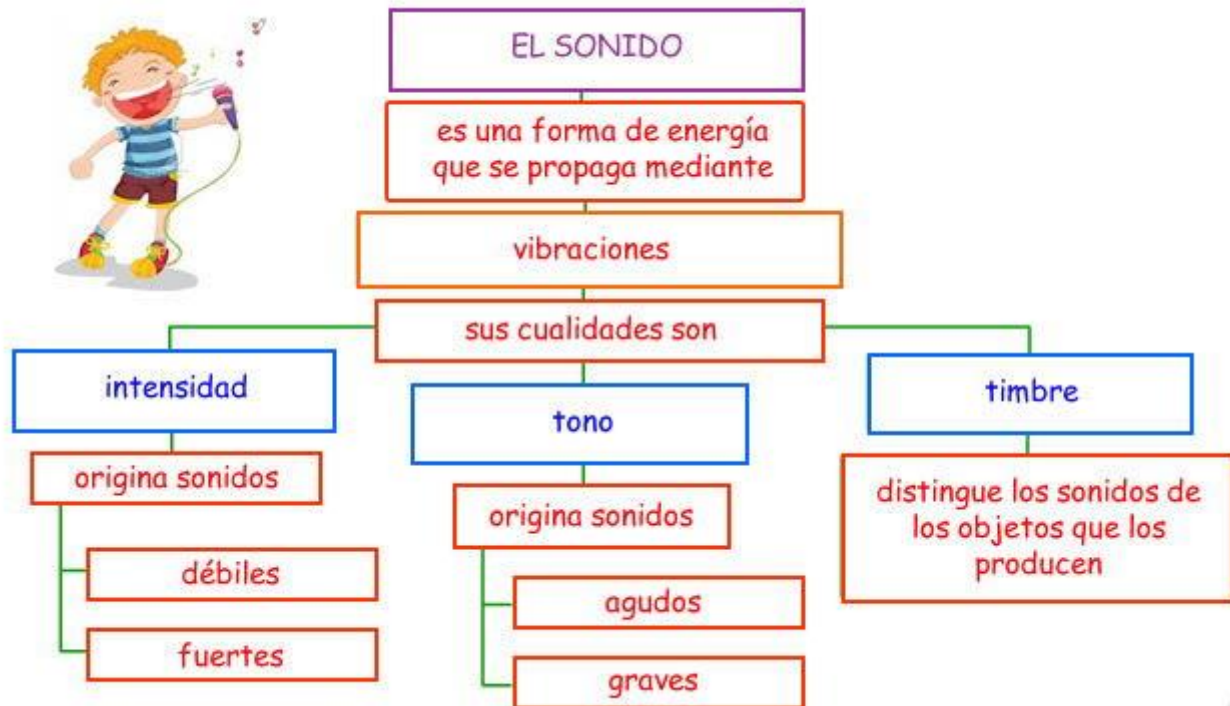 EL SONIDO
es una forma de energía
que se propaga mediante
vibraciones
sus cualidades son
intensidad
origina sonidos
débiles
fuertes
tono
origina sonidos
agudos
graves
timbre
distingue los sonidos de
los objetos que los
producen